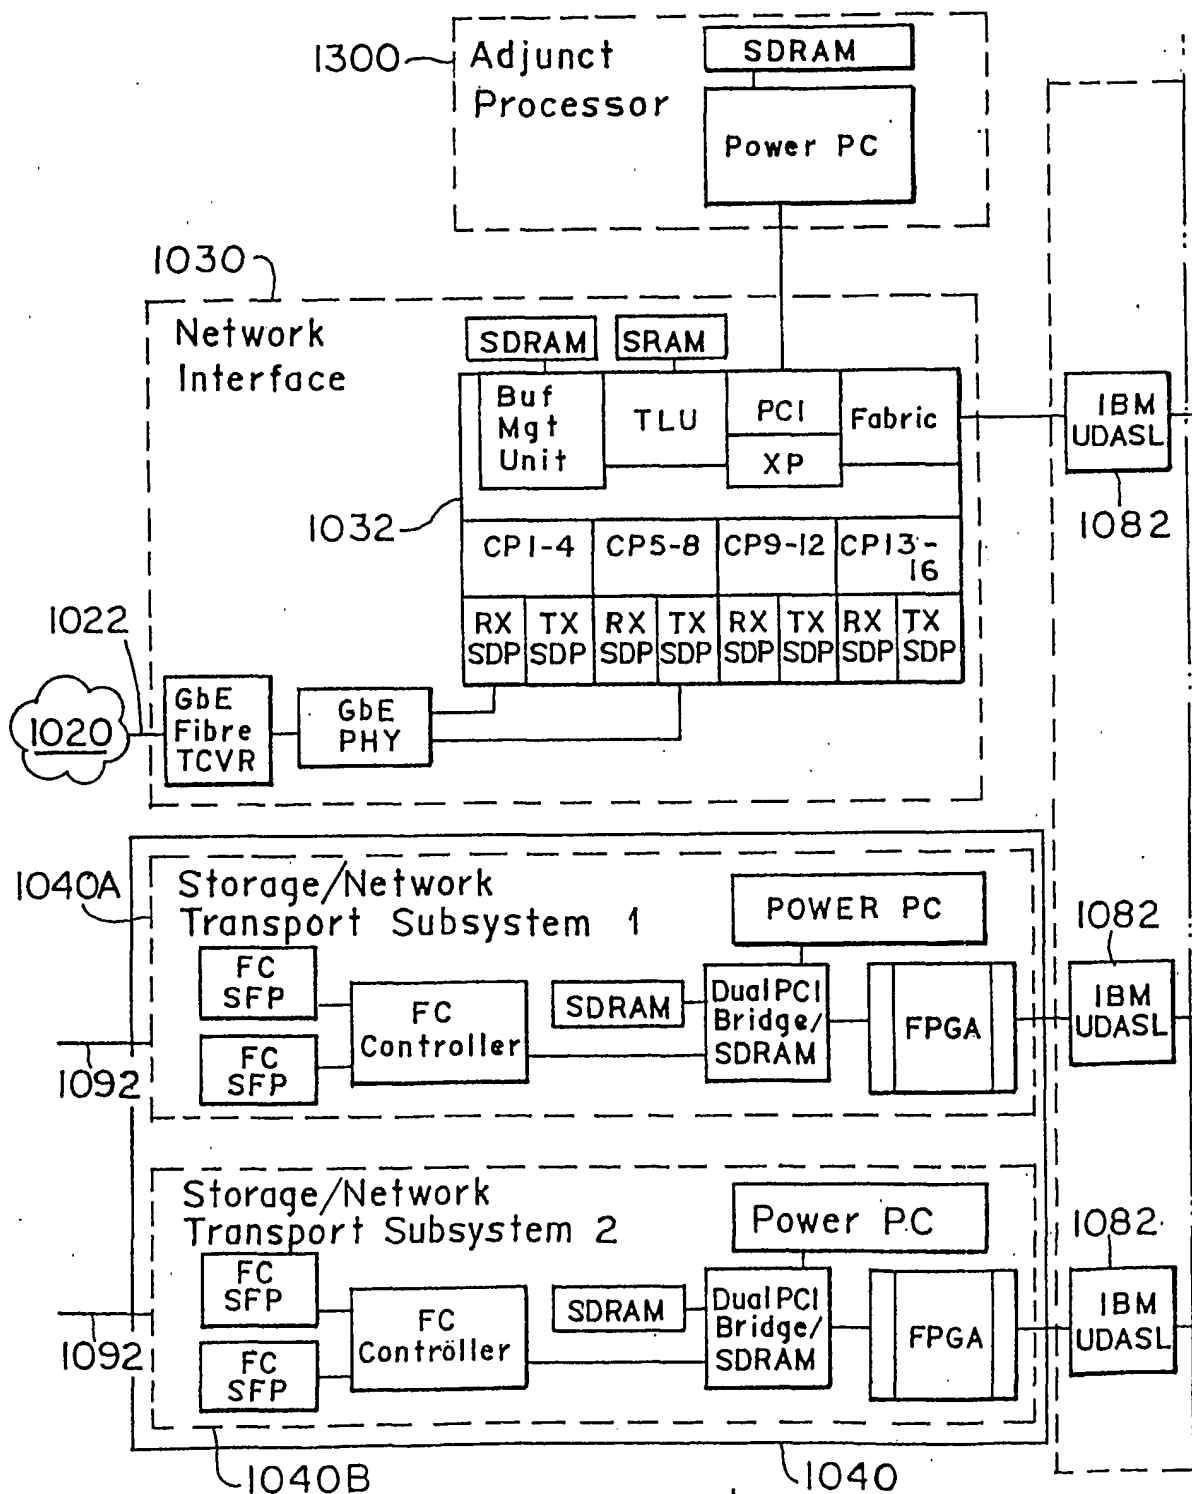 1300
Adjunct
Processor
SDRAM
Power PC
1030
Network
Interface
SDRAM
SRAM
Buf
Mgt
Unit
TLU
PCI
XP
Fabric
IBM
UDASL
1082
1032
CP1-4
CP5-8
CP9-12
CP13-
16
RX
SDP
TX
SDP
RX
SDP
TX
SDP
RX
SDP
TX
SDP
RX
SDP
TX
SDP
1022
1020
GbE
Fibre
TCVR
GbE
PHY
1040A
Storage/Network
Transport Subsystem 1
POWER PC
FC
SFP
FC
SFP
FC
Controller
SDRAM
Dual PCI
Bridge/
SDRAM
FPGA
1082
IBM
UDASL
1092
Storage/Network
Transport Subsystem 2
Power PC
FC
SFP
FC
SFP
FC
Controller
SDRAM
Dual PCI
Bridge/
SDRAM
FPGA
1082
IBM
UDASL
1092
1040B
1040